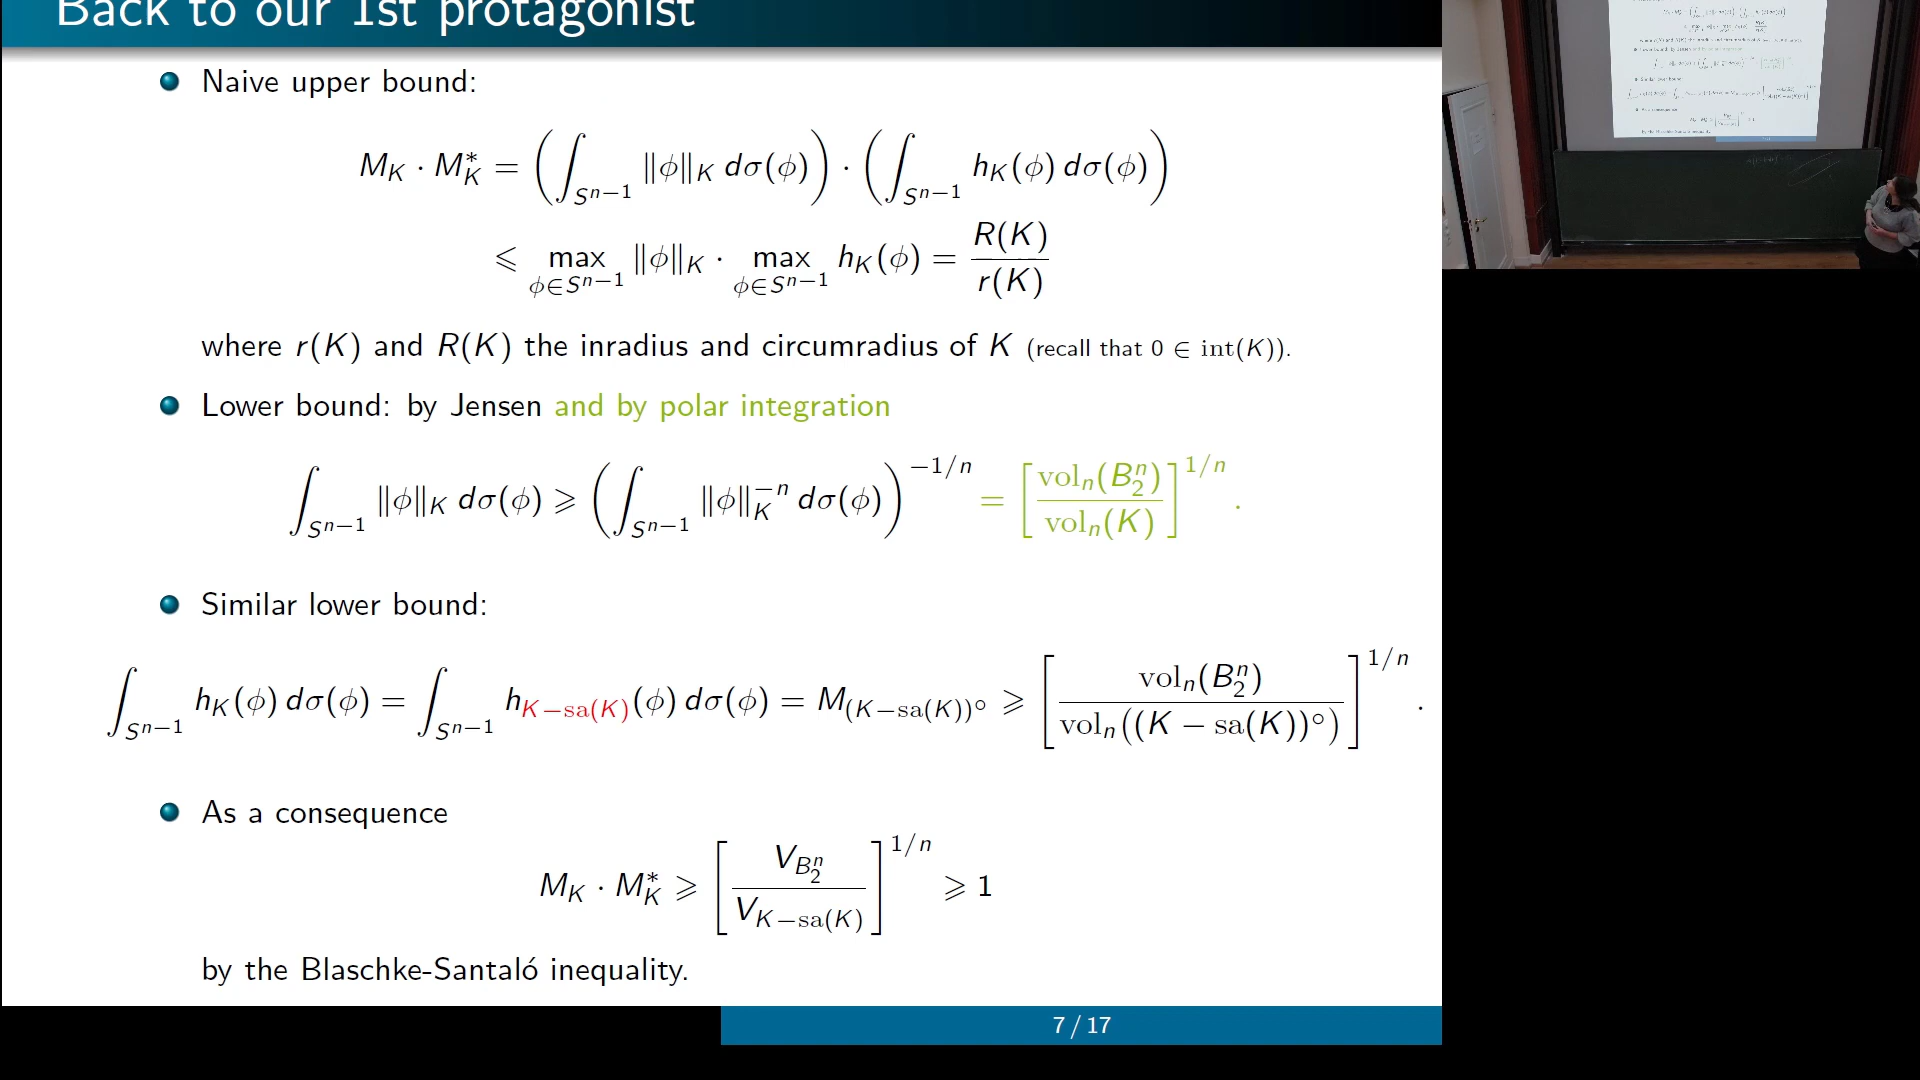 Back to our 1st protagonist
Naive upper bound:
M_K · M_K^* = (∫_{S^{n−1}} ‖ϕ‖_K dσ(ϕ)) · (∫_{S^{n−1}} h_K(ϕ) dσ(ϕ))
⩽ max_{ϕ∈S^{n−1}} ‖ϕ‖_K · max_{ϕ∈S^{n−1}} h_K(ϕ) = R(K)/r(K)
where r(K) and R(K) the inradius and circumradius of K (recall that 0 ∈ int(K)).
Lower bound: by Jensen and by polar integration
∫_{S^{n−1}} ‖ϕ‖_K dσ(ϕ) ⩾ (∫_{S^{n−1}} ‖ϕ‖_K^{−n} dσ(ϕ))^{−1/n} = [vol_n(B_2^n)/vol_n(K)]^{1/n}.
Similar lower bound:
∫_{S^{n−1}} h_K(ϕ) dσ(ϕ) = ∫_{S^{n−1}} h_{K−sa(K)}(ϕ) dσ(ϕ) = M_{(K−sa(K))°} ⩾ [vol_n(B_2^n)/vol_n((K − sa(K))°)]^{1/n}.
As a consequence
M_K · M_K^* ⩾ [V_{B_2^n}/V_{K−sa(K)}]^{1/n} ⩾ 1
by the Blaschke-Santaló inequality.
7 / 17